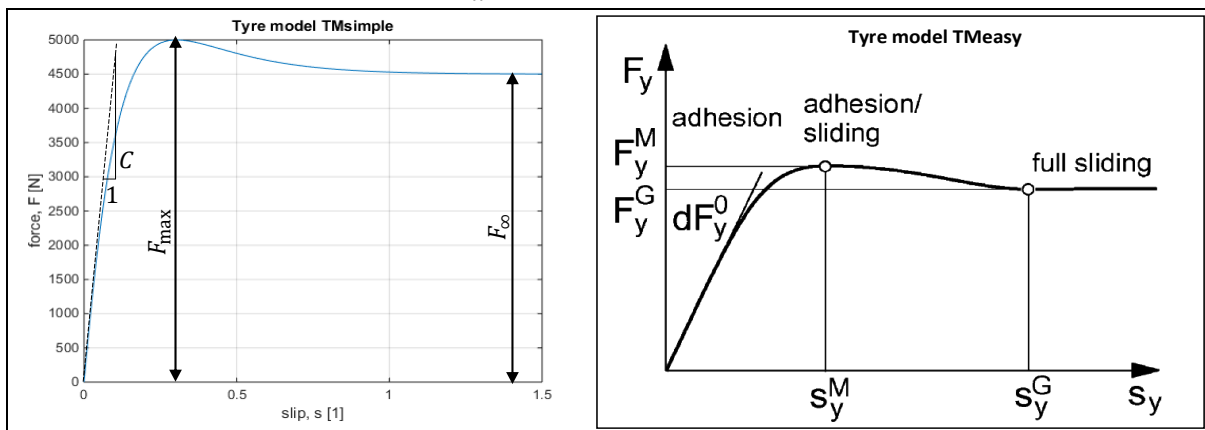 Tyre model TMsimple
5000
4500
4000
3500
3000
2500
2000
1500
1000
500
0
force, F [N]
C
1
F_max
F_∞
0
0.5
1
1.5
slip, s [1]
Tyre model TMeasy
F_y
adhesion
adhesion/
sliding
full sliding
F_y^M
F_y^G
dF_y^0
s_y^M
s_y^G
s_y